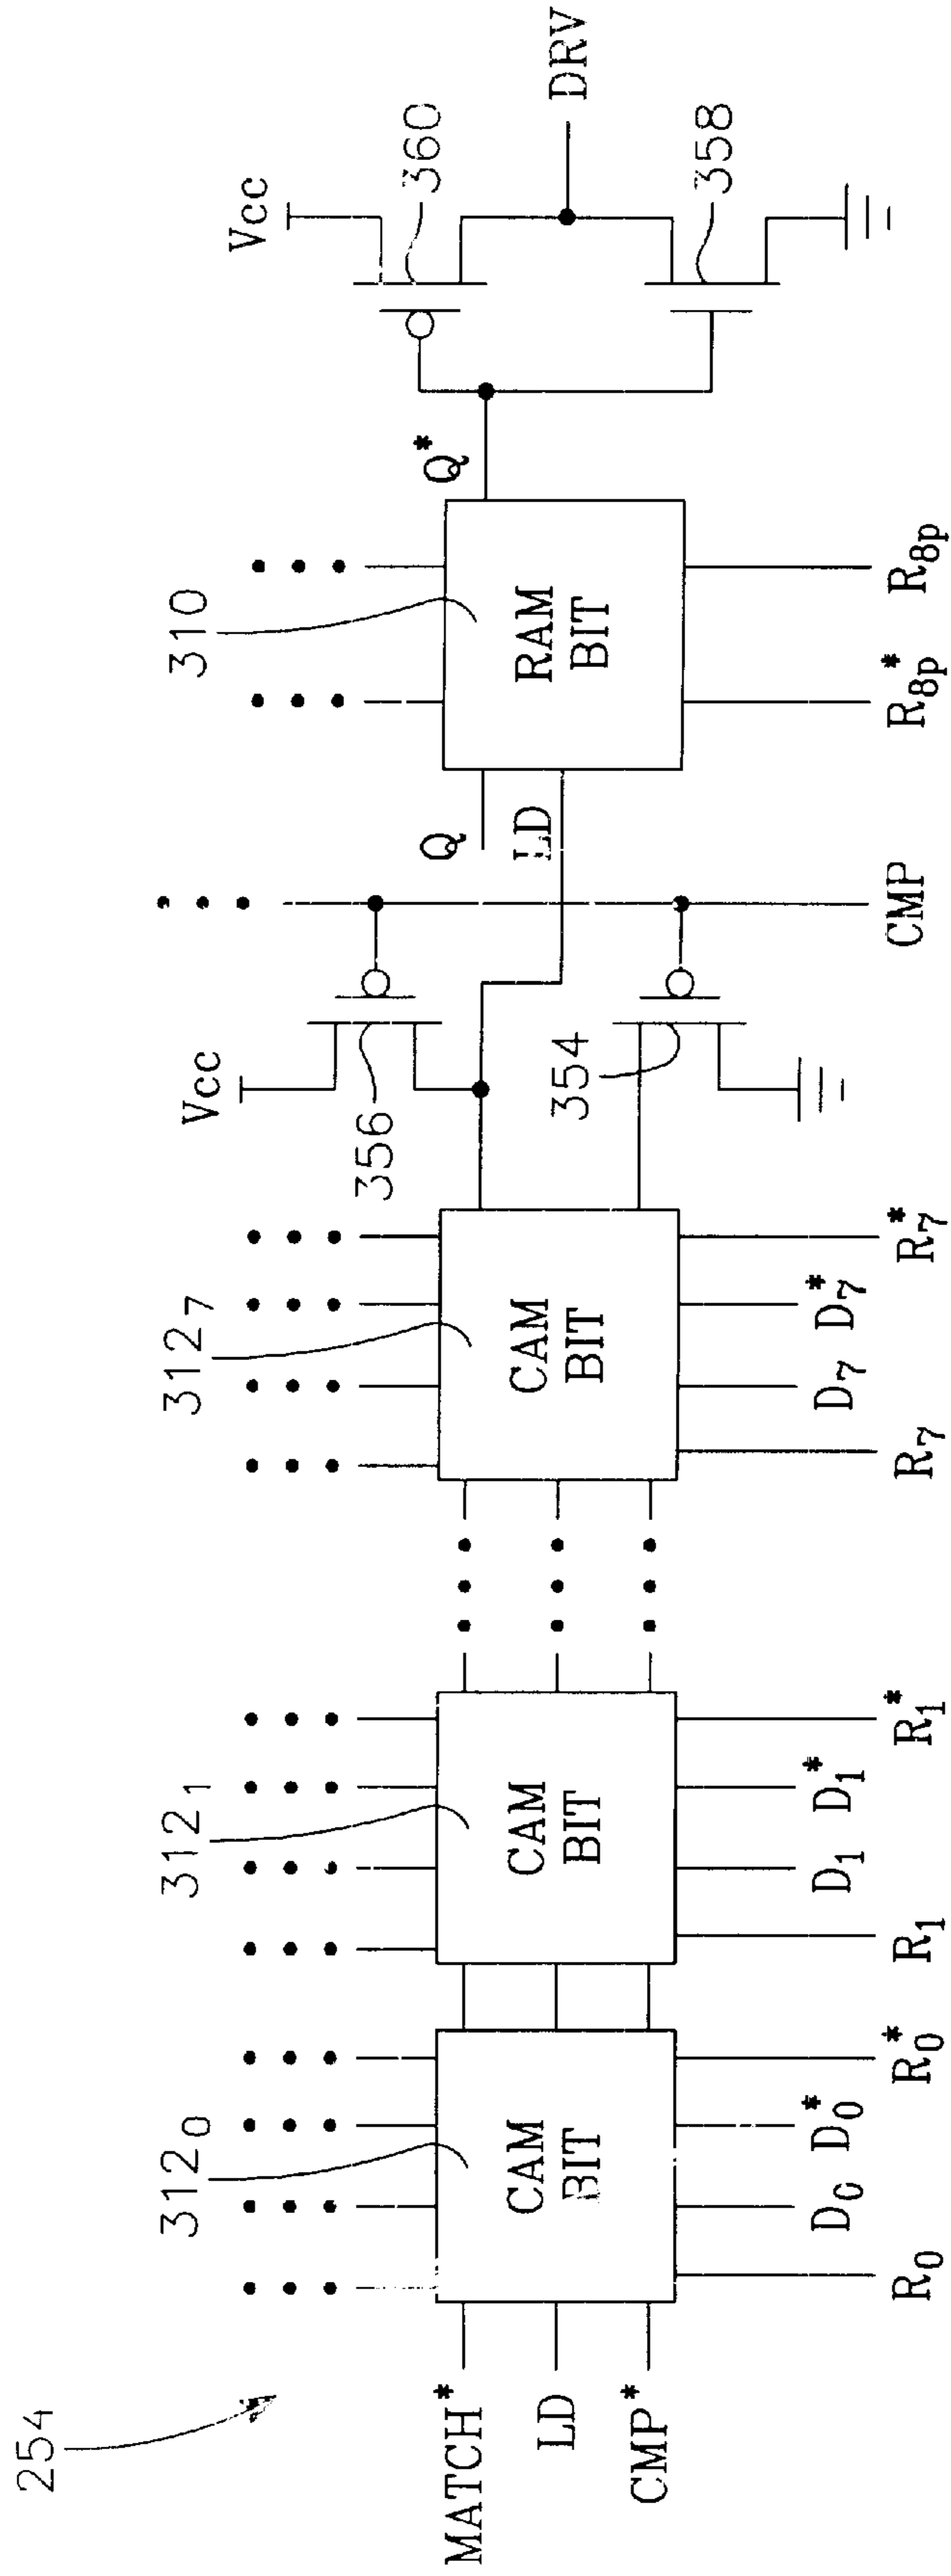 254
312₀
312₁
312₇
356
354
310
360
358
Vcc
Vcc
MATCH*
LD
CMP*
CAM BIT
CAM BIT
CAM BIT
RAM BIT
Q
LD
Q*
DRV
R₀ D₀ D₀* R₀*
R₁ D₁ D₁* R₁*
R₇ D₇ D₇* R₇*
CMP
R₈ₚ* R₈ₚ